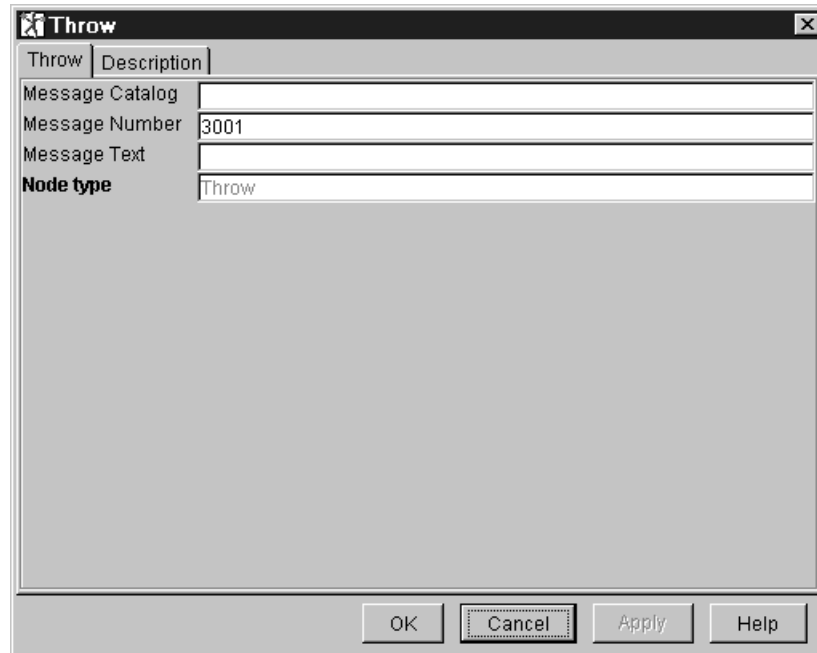 Throw
Throw Description
Message Catalog
Message Number 3001
Message Text
Node type Throw
OK Cancel Apply Help